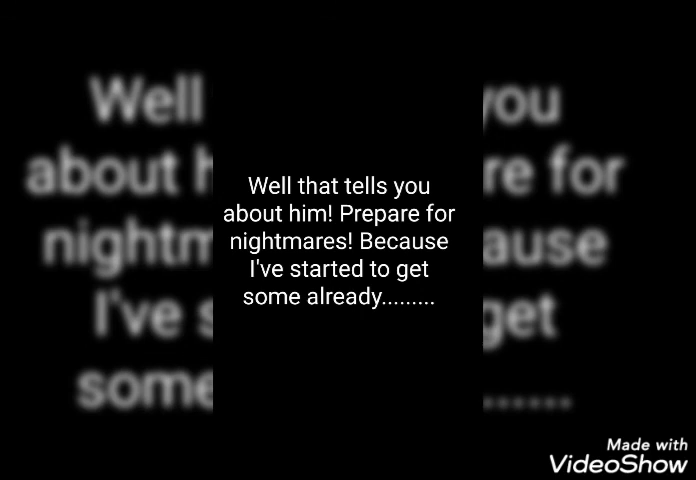 Well that tells you
about him! Prepare for
nightmares! Because
I've started to get
some already.........
Made with
VideoShow